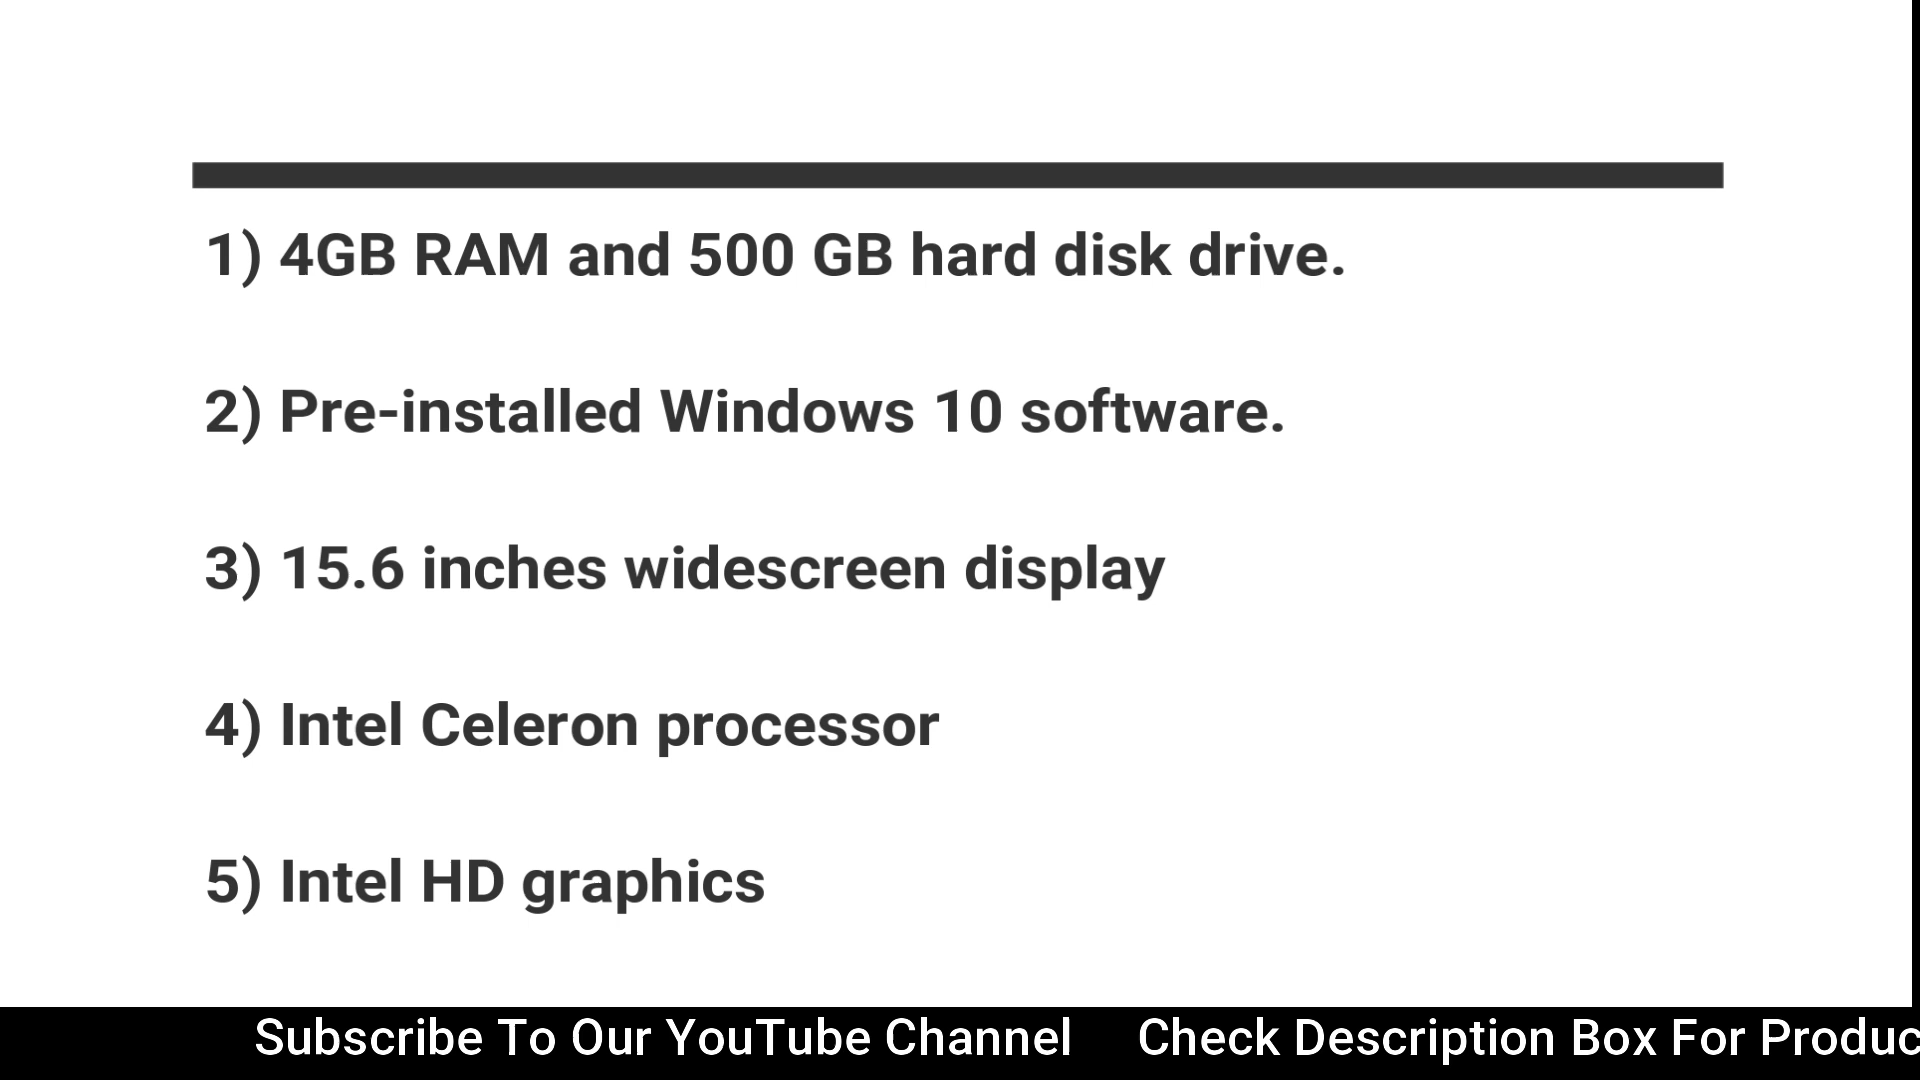 1) 4GB RAM and 500 GB hard disk drive.
2) Pre-installed Windows 10 software.
3) 15.6 inches widescreen display
4) Intel Celeron processor
5) Intel HD graphics
Subscribe To Our YouTube Channel Check Description Box For Produc